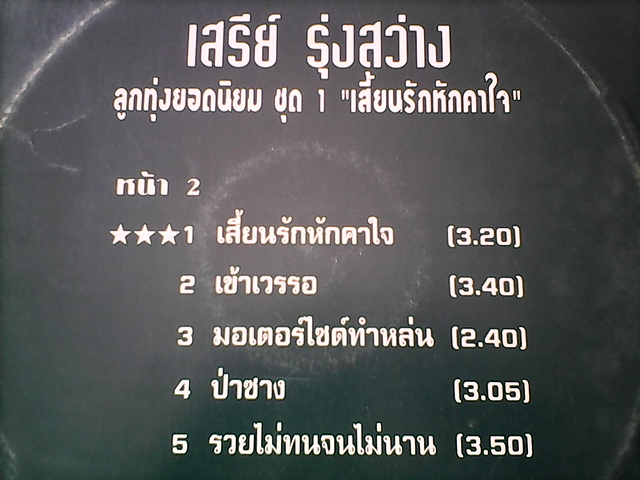 เสรีย์ รุ่งสว่าง
ลูกทุ่งยอดนิยม ชุด 1 "เสี้ยนรักหักคาใจ"
หน้า 2
★★★1 เสี้ยนรักหักคาใจ (3.20)
2 เข้าเวรรอ (3.40)
3 มอเตอร์ไซด์ทำหล่น (2.40)
4 ป่าซาง (3.05)
5 รวยไม่ทนจนไม่นาน (3.50)